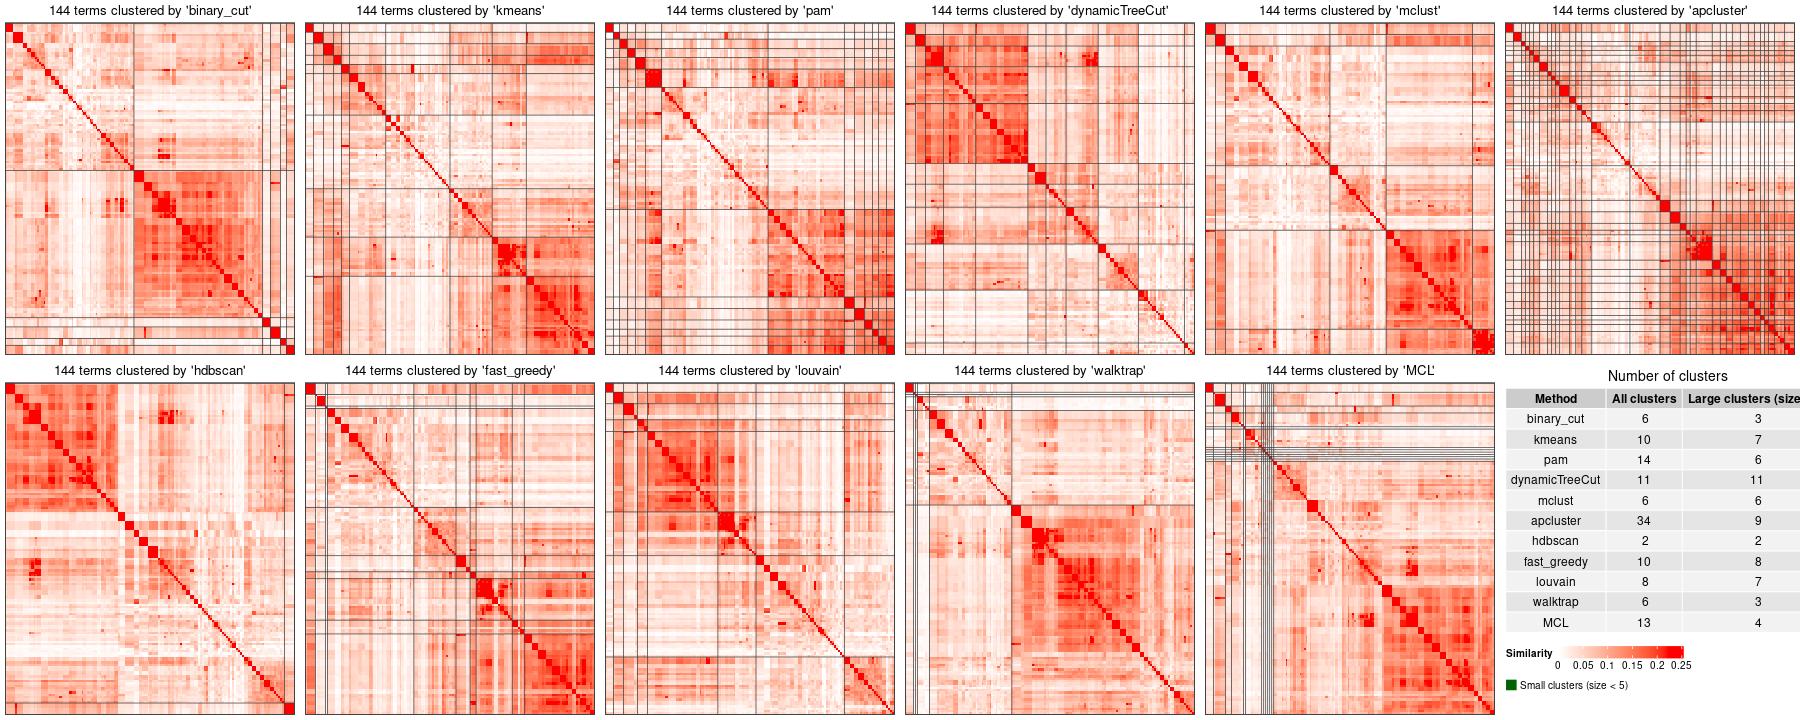 144 terms clustered by 'binary_cut'
144 terms clustered by 'kmeans'
144 terms clustered by 'pam'
144 terms clustered by 'dynamicTreeCut'
144 terms clustered by 'mclust'
144 terms clustered by 'apcluster'
144 terms clustered by 'hdbscan'
144 terms clustered by 'fast_greedy'
144 terms clustered by 'louvain'
144 terms clustered by 'walktrap'
144 terms clustered by 'MCL'
Number of clusters
Method All clusters Large clusters (size
binary_cut 6 3
kmeans 10 7
pam 14 6
dynamicTreeCut 11 11
mclust 6 6
apcluster 34 9
hdbscan 2 2
fast_greedy 10 8
louvain 8 7
walktrap 6 3
MCL 13 4
Similarity
0 0.05 0.1 0.15 0.2 0.25
Small clusters (size < 5)